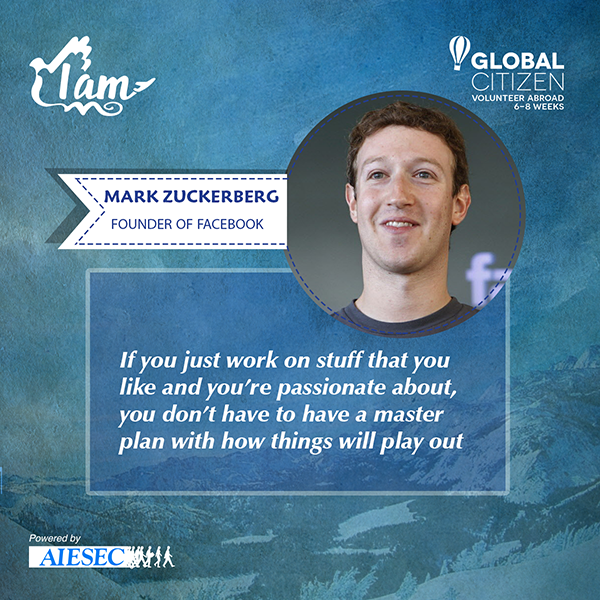 I am
GLOBAL
CITIZEN
VOLUNTEER ABROAD
6-8 WEEKS
MARK ZUCKERBERG
FOUNDER OF FACEBOOK
f
If you just work on stuff that you
like and you're passionate about,
you don't have to have a master
plan with how things will play out
Powered by
AIESEC